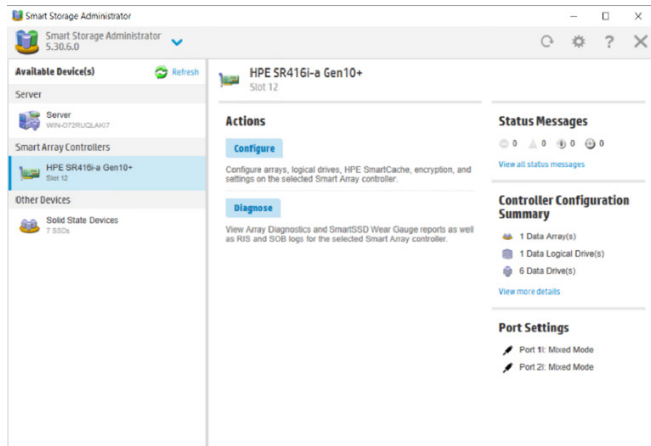 Smart Storage Administrator
Smart Storage Administrator
5.30.6.0
Available Device(s)
Refresh
Server
Server
WIN-O72RUQLAKI7
Smart Array Controllers
HPE SR416i-a Gen10+
Slot 12
Other Devices
Solid State Devices
7 SSDs
HPE SR416i-a Gen10+
Slot 12
Actions
Configure
Configure arrays, logical drives, HPE SmartCache, encryption, and
settings on the selected Smart Array controller.
Diagnose
View Array Diagnostics and SmartSSD Wear Gauge reports as well
as RIS and SOB logs for the selected Smart Array controller.
Status Messages
0 0 0 0
View all status messages
Controller Configuration
Summary
1 Data Array(s)
1 Data Logical Drive(s)
6 Data Drive(s)
View more details
Port Settings
Port 1I: Mixed Mode
Port 2I: Mixed Mode